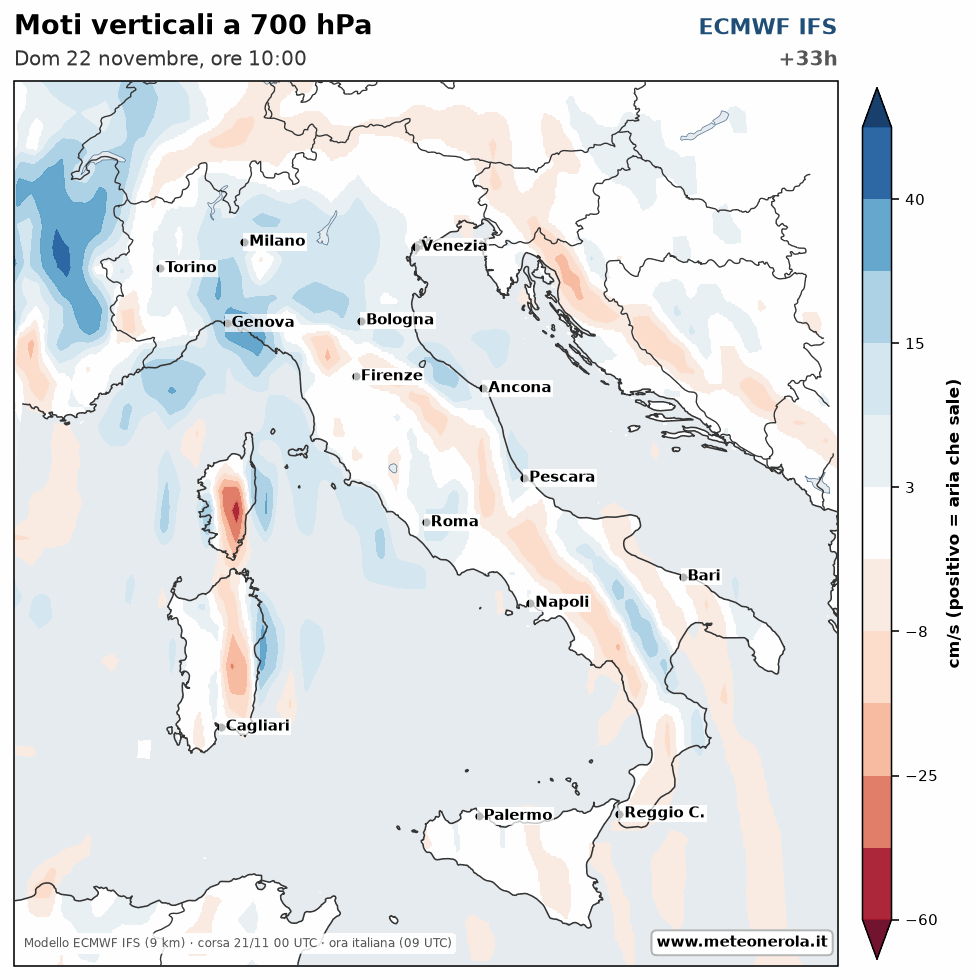 Moti verticali a 700 hPa
ECMWF IFS
Dom 22 novembre, ore 10:00
+33h
Milano
Venezia
Torino
Genova
Bologna
Firenze
Ancona
Pescara
Roma
Bari
Napoli
Cagliari
Palermo
Reggio C.
40
15
3
−8
−25
−60
cm/s (positivo = aria che sale)
Modello ECMWF IFS (9 km) · corsa 21/11 00 UTC · ora italiana (09 UTC)
www.meteonerola.it